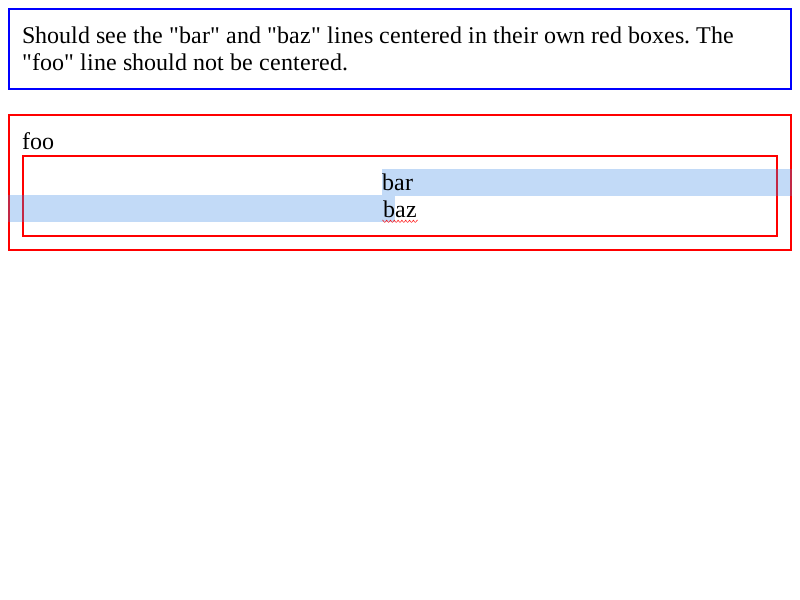 Should see the "bar" and "baz" lines centered in their own red boxes. The
"foo" line should not be centered.
foo
bar
baz